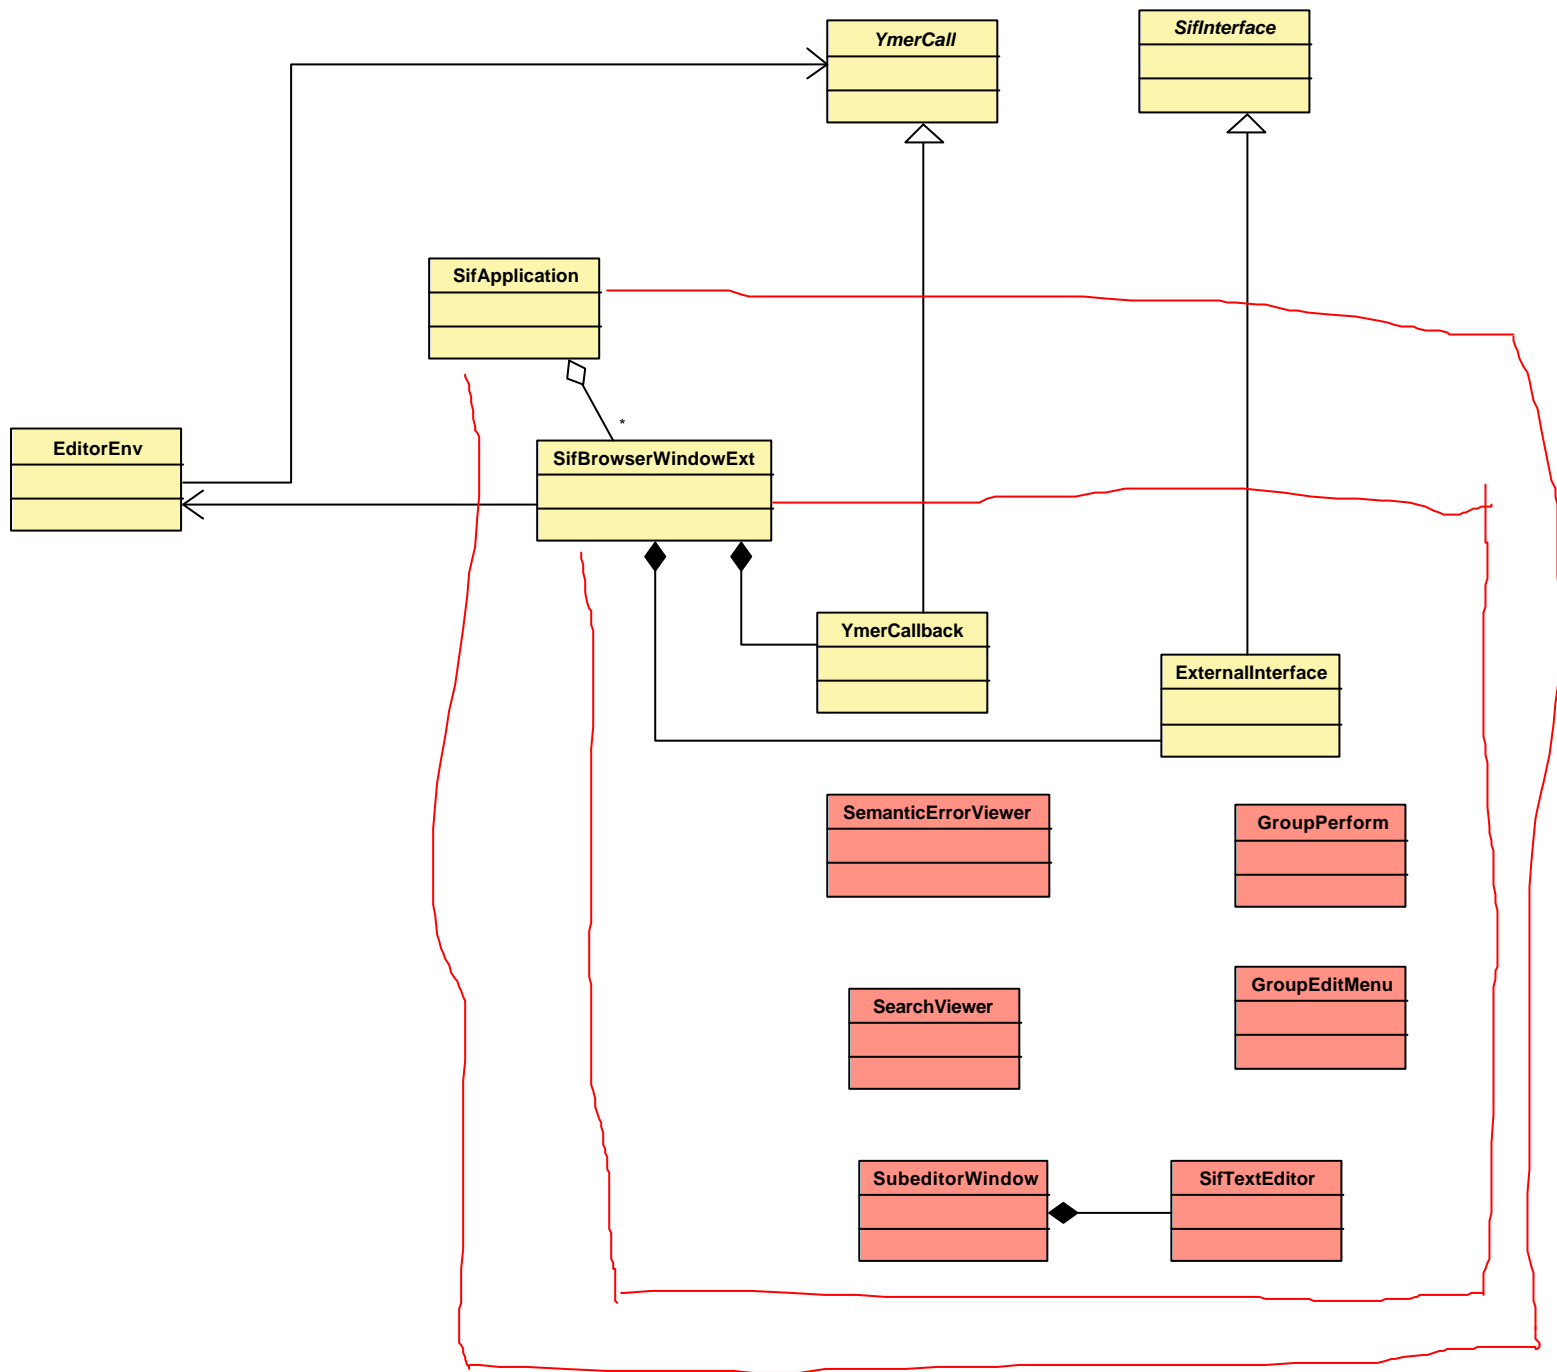 YmerCall
SifInterface
SifApplication
*
EditorEnv
SifBrowserWindowExt
YmerCallback
ExternalInterface
SemanticErrorViewer
GroupPerform
GroupEditMenu
SearchViewer
SubeditorWindow
SifTextEditor